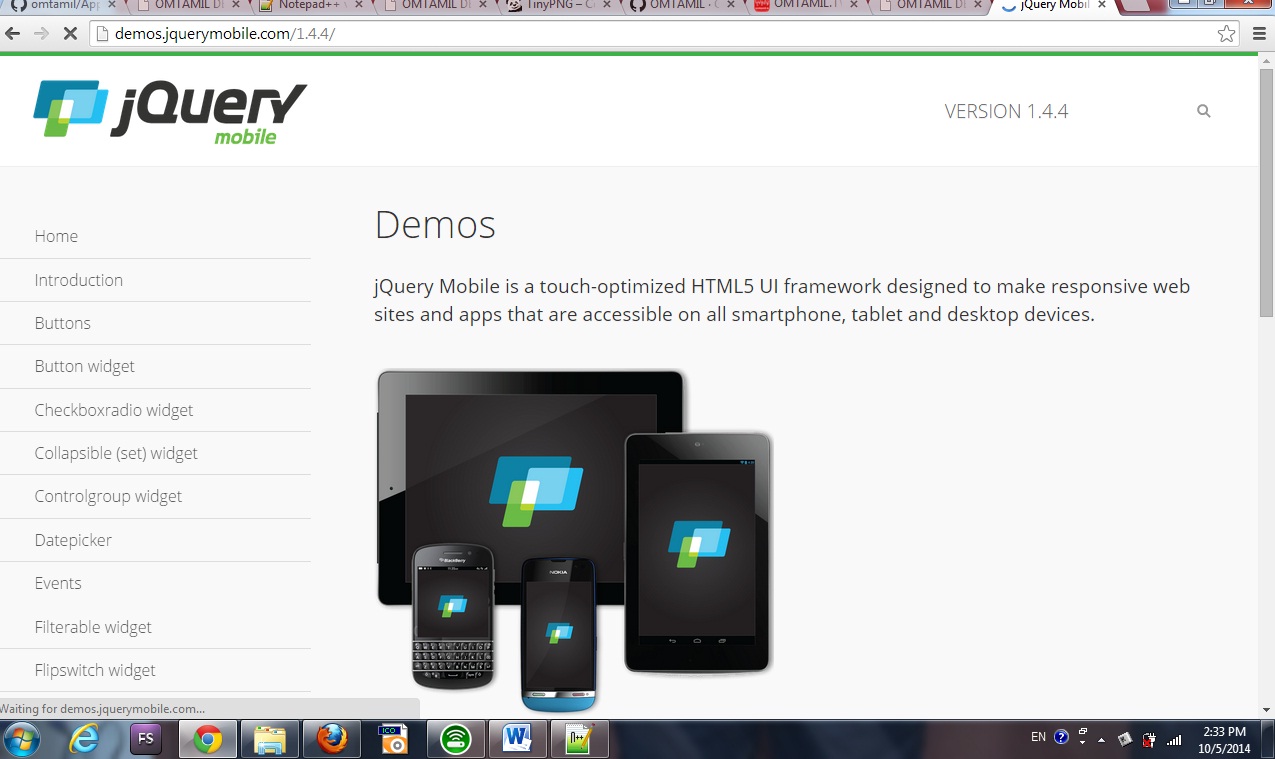 omtamil/App
OMTAMIL DE
Notepad++ v
OMTAMIL DE
TinyPNG – C
OMTAMIL · G
OMTAMIL.
OMTAMIL DE
jQuery Mobil
demos.jquerymobile.com/1.4.4/
jQuery
mobile
VERSION 1.4.4
Demos
jQuery Mobile is a touch-optimized HTML5 UI framework designed to make responsive web
sites and apps that are accessible on all smartphone, tablet and desktop devices.
Home
Introduction
Buttons
Button widget
Checkboxradio widget
Collapsible (set) widget
Controlgroup widget
Datepicker
Events
Filterable widget
Flipswitch widget
BlackBerry
NOKIA
Waiting for demos.jquerymobile.com...
FS
ICO
W
n++
EN
2:33 PM
10/5/2014